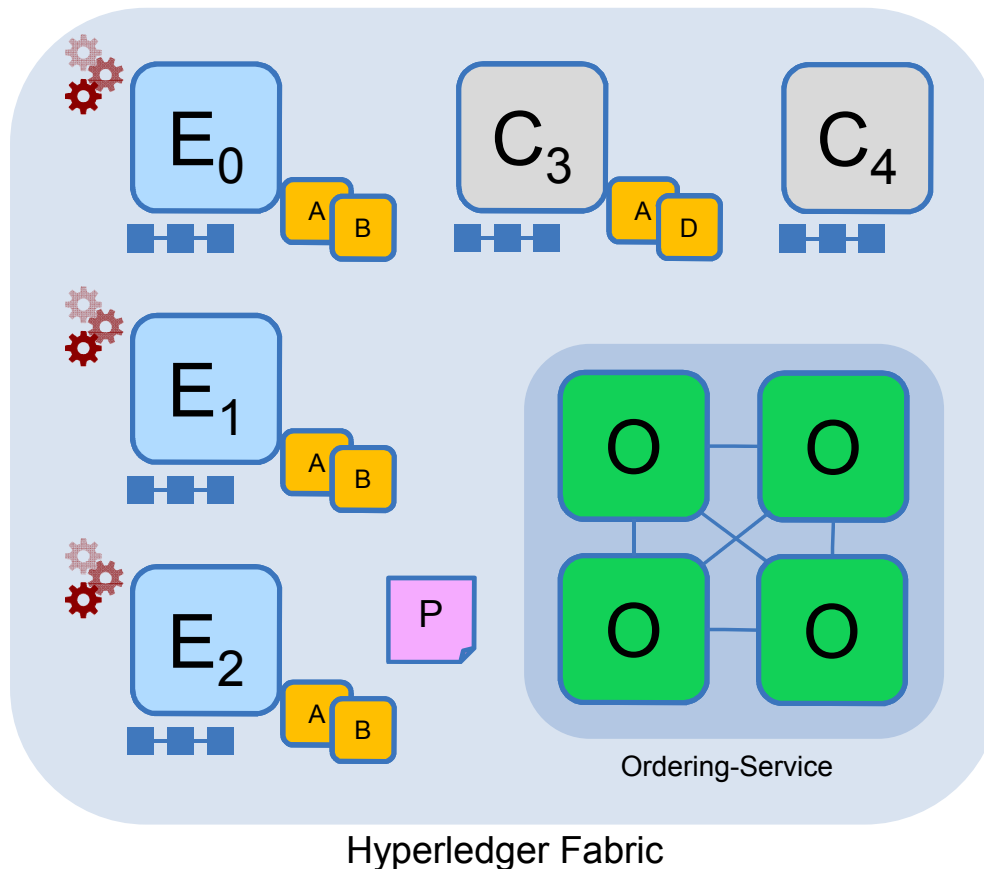 E₀
A
B
C₃
A
D
C₄
E₁
A
B
O
O
E₂
A
B
P
O
O
Ordering-Service
Hyperledger Fabric